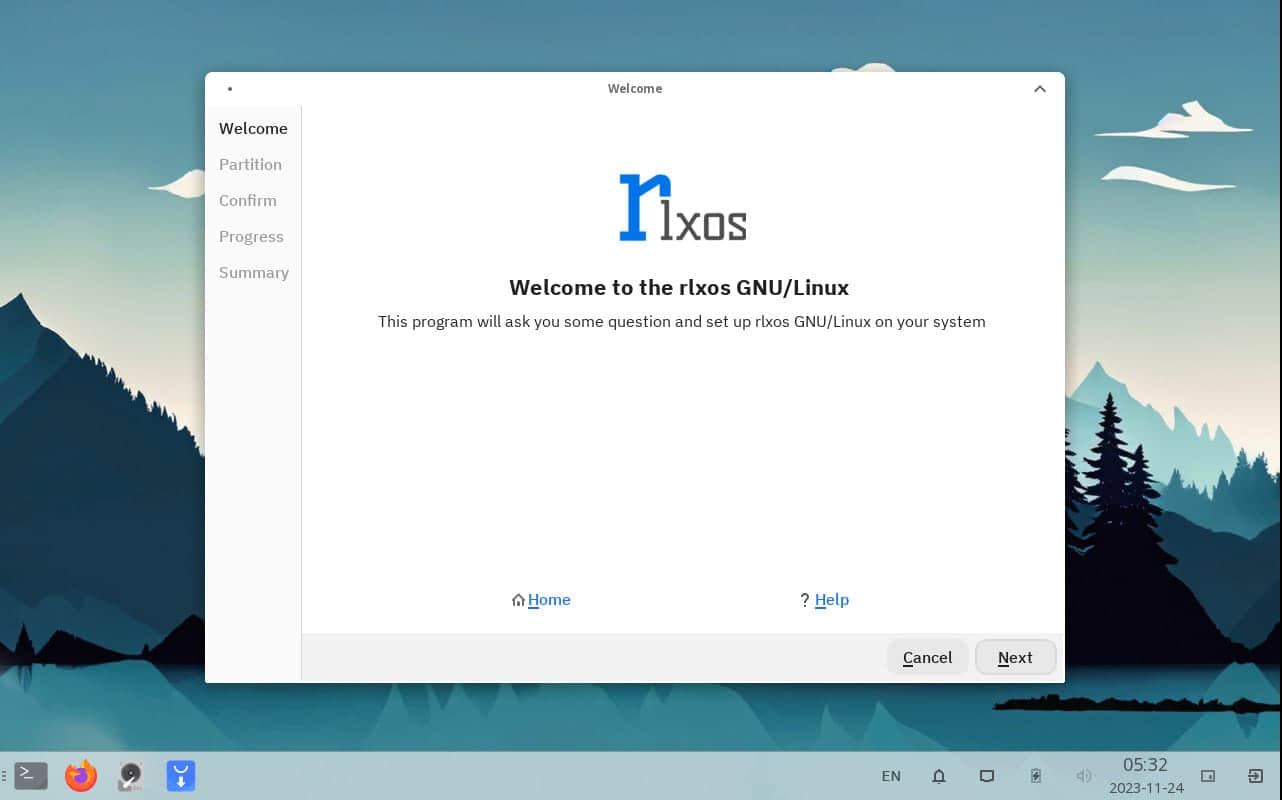 Welcome
Welcome
Partition
Confirm
Progress
Summary
rlxos
Welcome to the rlxos GNU/Linux
This program will ask you some question and set up rlxos GNU/Linux on your system
Home
? Help
Cancel
Next
>_
EN
05:32
2023-11-24